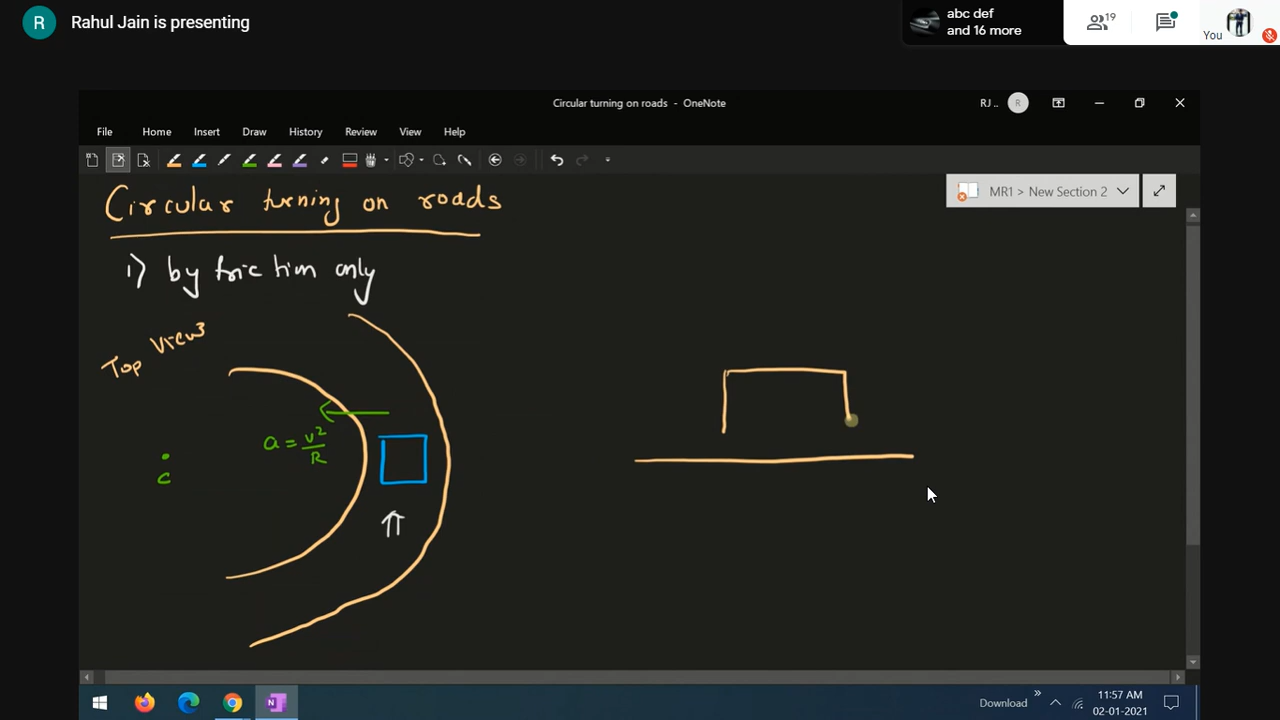 R Rahul Jain is presenting
abc def
and 16 more
19
You
Circular turning on roads - OneNote
RJ ..
R
File Home Insert Draw History Review View Help
MR1 > New Section 2
Circular turning on roads
1) by friction only
Top View
a = v²/R
c
Download
11:57 AM
02-01-2021